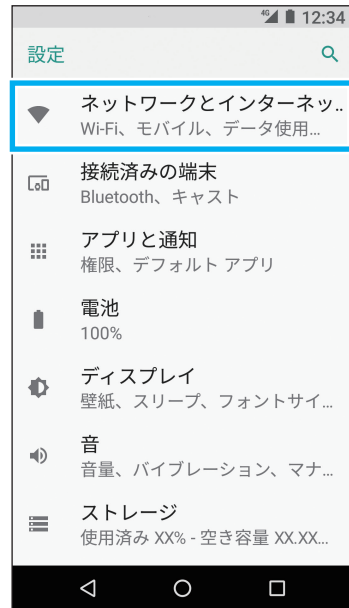 4G 12:34
設定
ネットワークとインターネッ..
Wi-Fi、モバイル、データ使用...
接続済みの端末
Bluetooth、キャスト
アプリと通知
権限、デフォルト アプリ
電池
100%
ディスプレイ
壁紙、スリープ、フォントサイ...
音
音量、バイブレーション、マナ...
ストレージ
使用済み XX% - 空き容量 XX.XX...